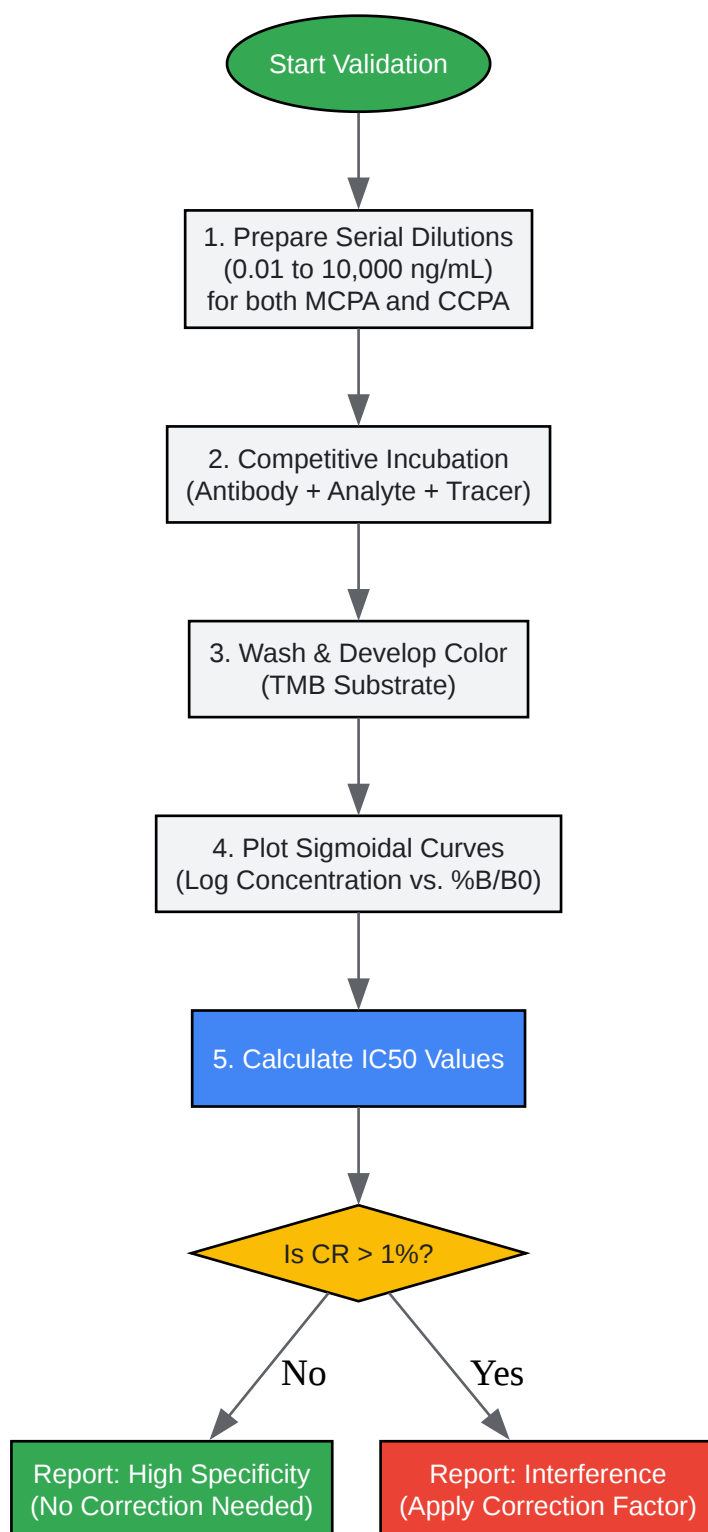 Start Validation
1. Prepare Serial Dilutions
(0.01 to 10,000 ng/mL)
for both MCPA and CCPA
2. Competitive Incubation
(Antibody + Analyte + Tracer)
3. Wash & Develop Color
(TMB Substrate)
4. Plot Sigmoidal Curves
(Log Concentration vs. %B/B0)
5. Calculate IC50 Values
Is CR > 1%?
No
Yes
Report: High Specificity
(No Correction Needed)
Report: Interference
(Apply Correction Factor)